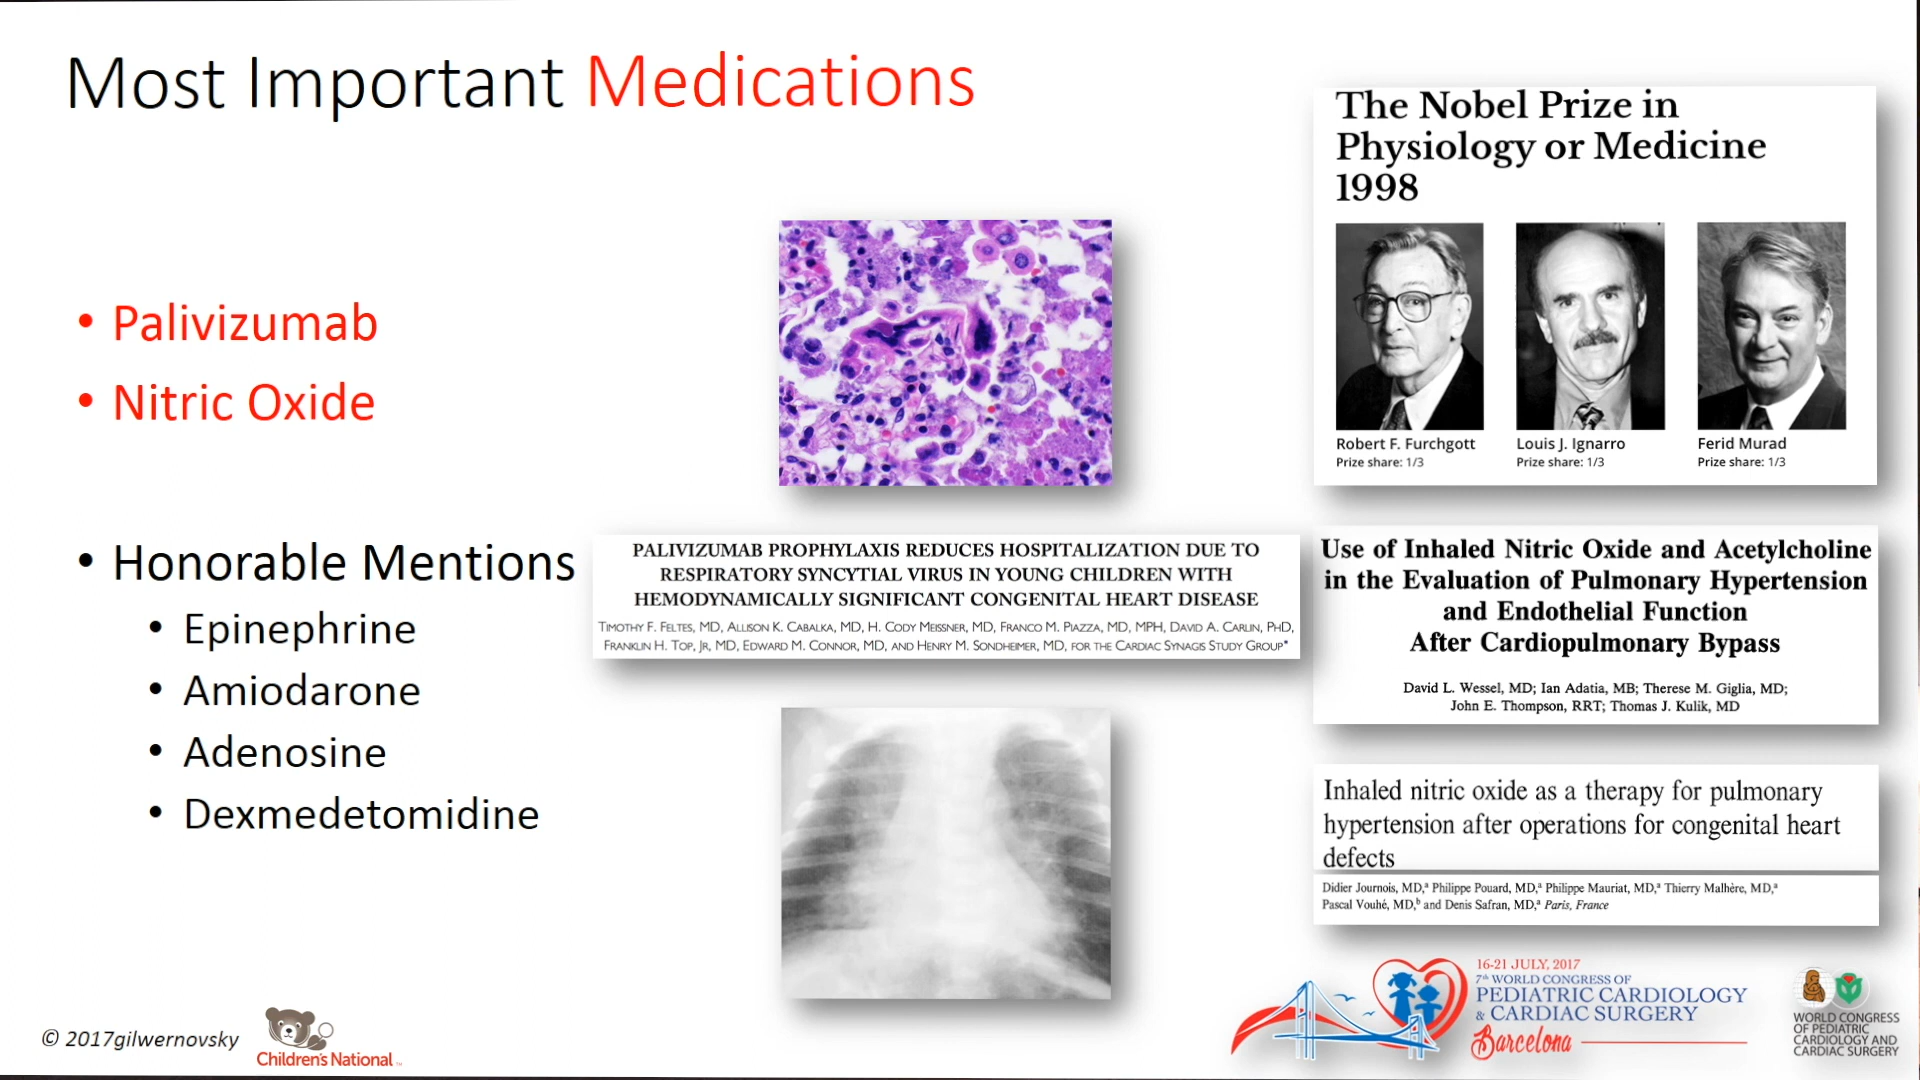 Most Important Medications
• Palivizumab
• Nitric Oxide
• Honorable Mentions
• Epinephrine
• Amiodarone
• Adenosine
• Dexmedetomidine
PALIVIZUMAB PROPHYLAXIS REDUCES HOSPITALIZATION DUE TO
RESPIRATORY SYNCYTIAL VIRUS IN YOUNG CHILDREN WITH
HEMODYNAMICALLY SIGNIFICANT CONGENITAL HEART DISEASE
TIMOTHY F. FELTES, MD, ALLISON K. CABALKA, MD, H. CODY MEISSNER, MD, FRANCO M. PIAZZA, MD, MPH, DAVID A. CARLIN, PHD,
FRANKLIN H. TOP, JR, MD, EDWARD M. CONNOR, MD, AND HENRY M. SONDHEIMER, MD, FOR THE CARDIAC SYNAGIS STUDY GROUP*
The Nobel Prize in
Physiology or Medicine
1998
Robert F. Furchgott
Prize share: 1/3
Louis J. Ignarro
Prize share: 1/3
Ferid Murad
Prize share: 1/3
Use of Inhaled Nitric Oxide and Acetylcholine
in the Evaluation of Pulmonary Hypertension
and Endothelial Function
After Cardiopulmonary Bypass
David L. Wessel, MD; Ian Adatia, MB; Therese M. Giglia, MD;
John E. Thompson, RRT; Thomas J. Kulik, MD
Inhaled nitric oxide as a therapy for pulmonary
hypertension after operations for congenital heart
defects
Didier Journois, MD,ª Philippe Pouard, MD,ª Philippe Mauriat, MD,ª Thierry Malhère, MD,ª
Pascal Vouhé, MD,ᵇ and Denis Safran, MD,ª Paris, France
© 2017gilwernovsky
Children's National ™
16-21 JULY, 2017
7th WORLD CONGRESS OF
PEDIATRIC CARDIOLOGY
& CARDIAC SURGERY
Barcelona
WORLD CONGRESS
OF PEDIATRIC
CARDIOLOGY AND
CARDIAC SURGERY